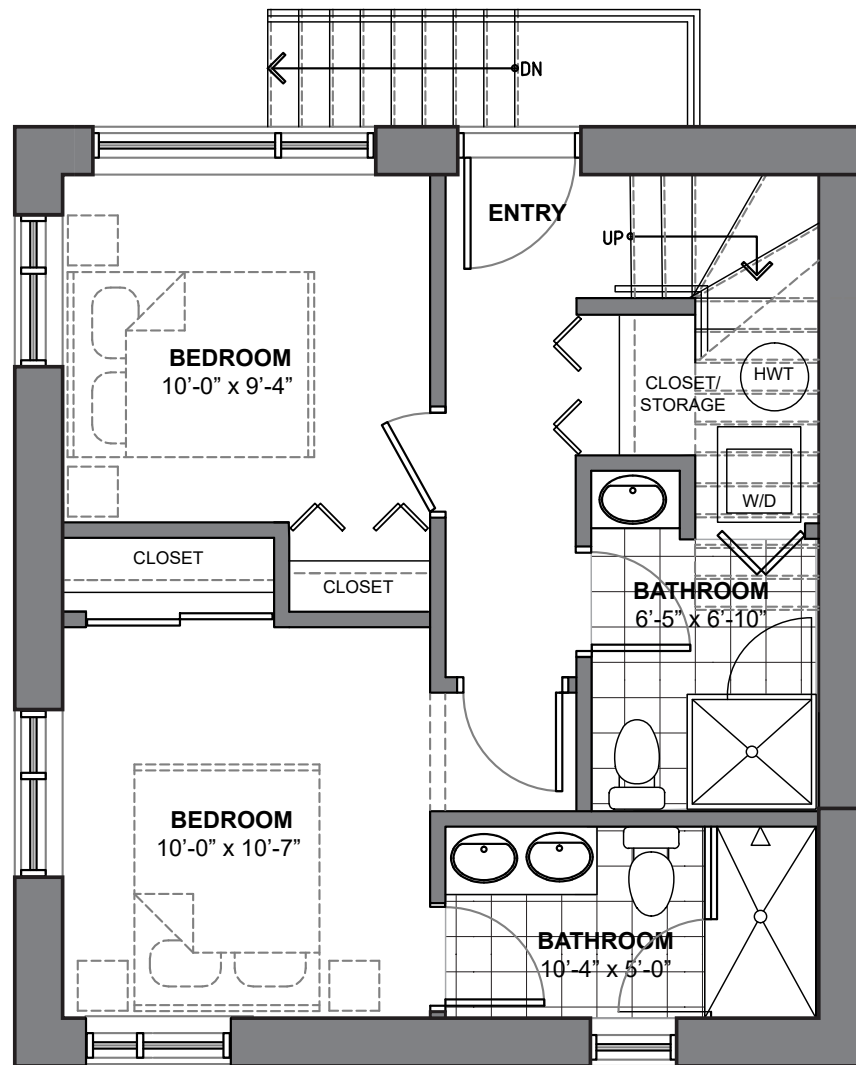 DN
ENTRY
UP
BEDROOM
10’-0” x 9’-4”
CLOSET/
STORAGE
HWT
W/D
CLOSET
CLOSET
BATHROOM
6’-5” x 6’-10”
BEDROOM
10’-0” x 10’-7”
BATHROOM
10’-4” x 5’-0”